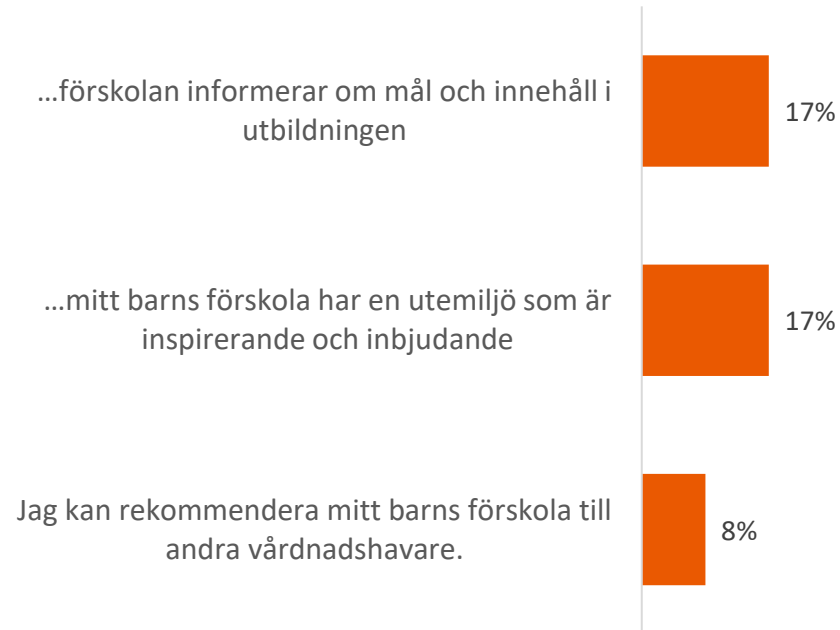 ...förskolan informerar om mål och innehåll i
utbildningen
17%
...mitt barns förskola har en utemiljö som är
inspirerande och inbjudande
17%
Jag kan rekommendera mitt barns förskola till
andra vårdnadshavare.
8%